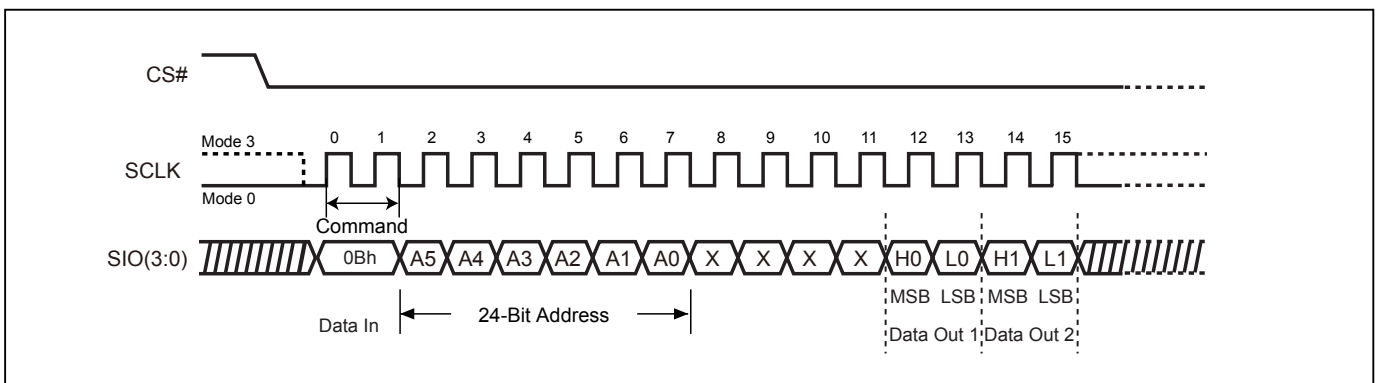 CS#
Mode 3
0 1 2 3 4 5 6 7 8 9 10 11 12 13 14 15
SCLK
Mode 0
Command
SIO(3:0) 0Bh A5 A4 A3 A2 A1 A0 X X X X H0 L0 H1 L1
MSB LSB MSB LSB
Data In 24-Bit Address
Data Out 1 Data Out 2